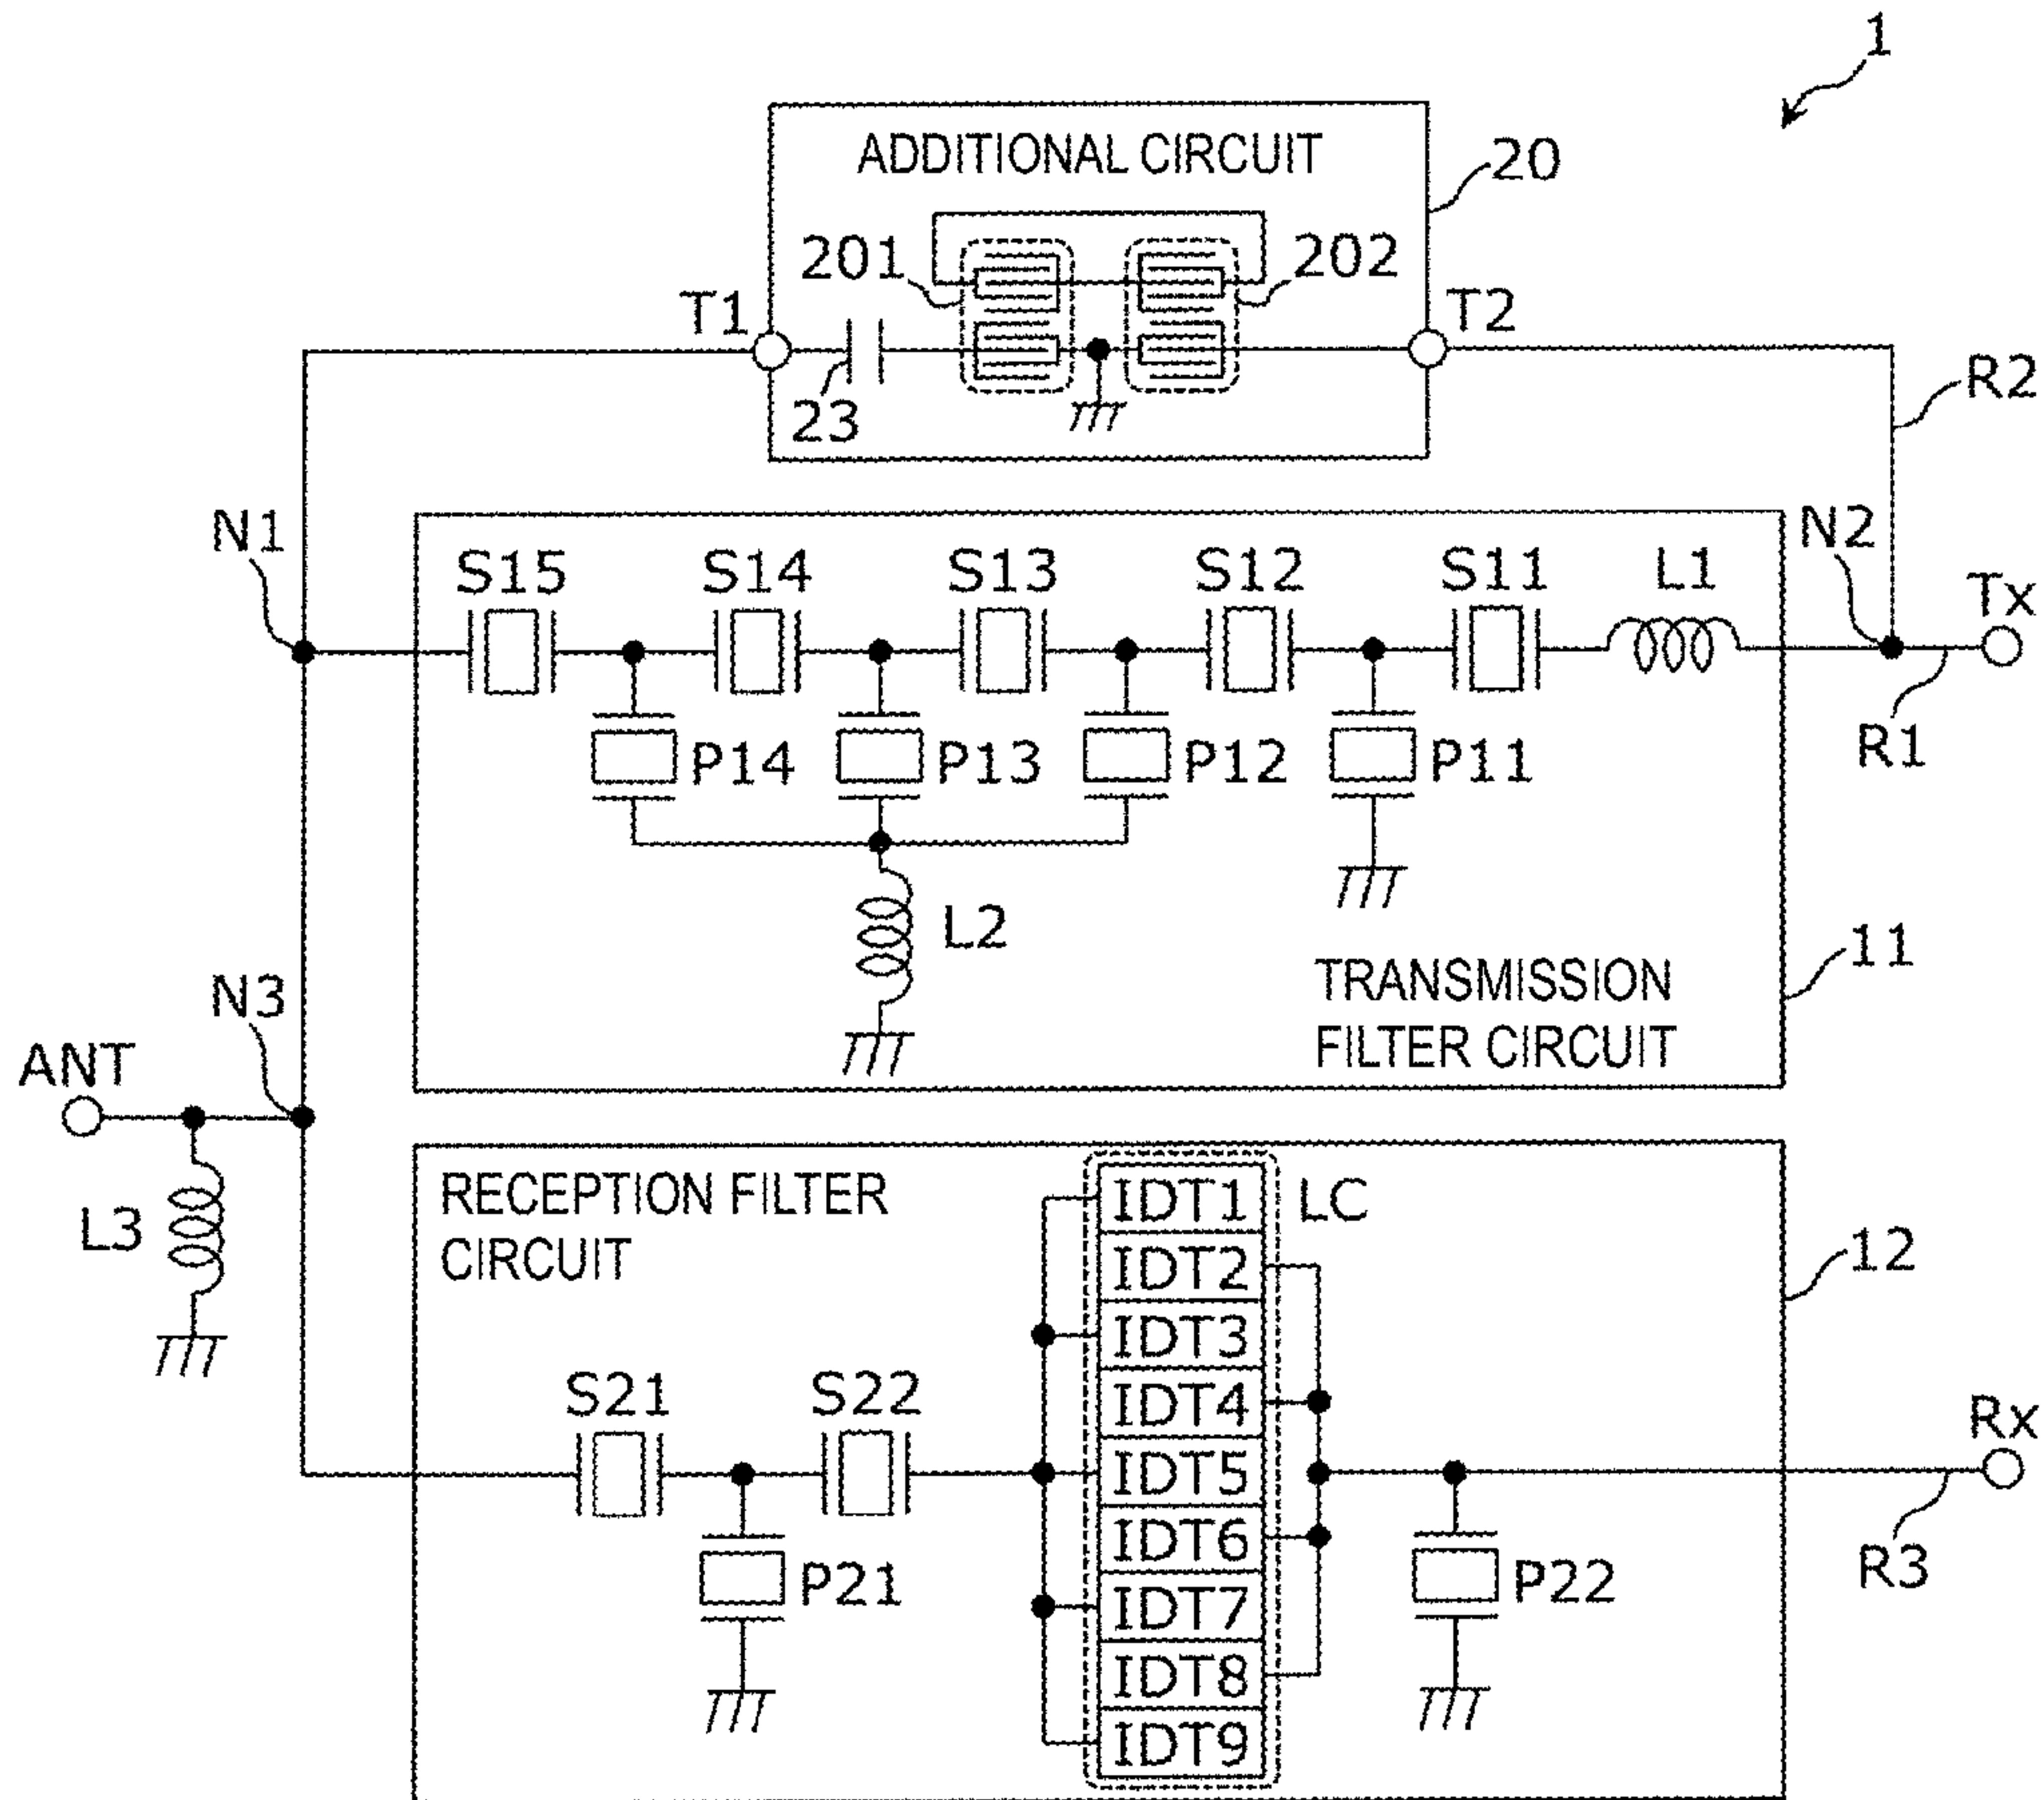 1
ADDITIONAL CIRCUIT
20
201
202
T1
T2
23
R2
N1
N2
S15
S14
S13
S12
S11
L1
Tx
P14
P13
P12
P11
R1
L2
11
TRANSMISSION
FILTER CIRCUIT
N3
ANT
L3
RECEPTION FILTER
CIRCUIT
IDT1
LC
IDT2
12
IDT3
IDT4
S21
S22
Rx
IDT5
IDT6
P21
P22
R3
IDT7
IDT8
IDT9